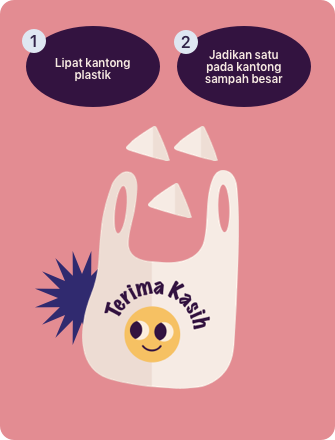 1
Lipat kantong
plastik
2
Jadikan satu
pada kantong
sampah besar
Terima Kasih